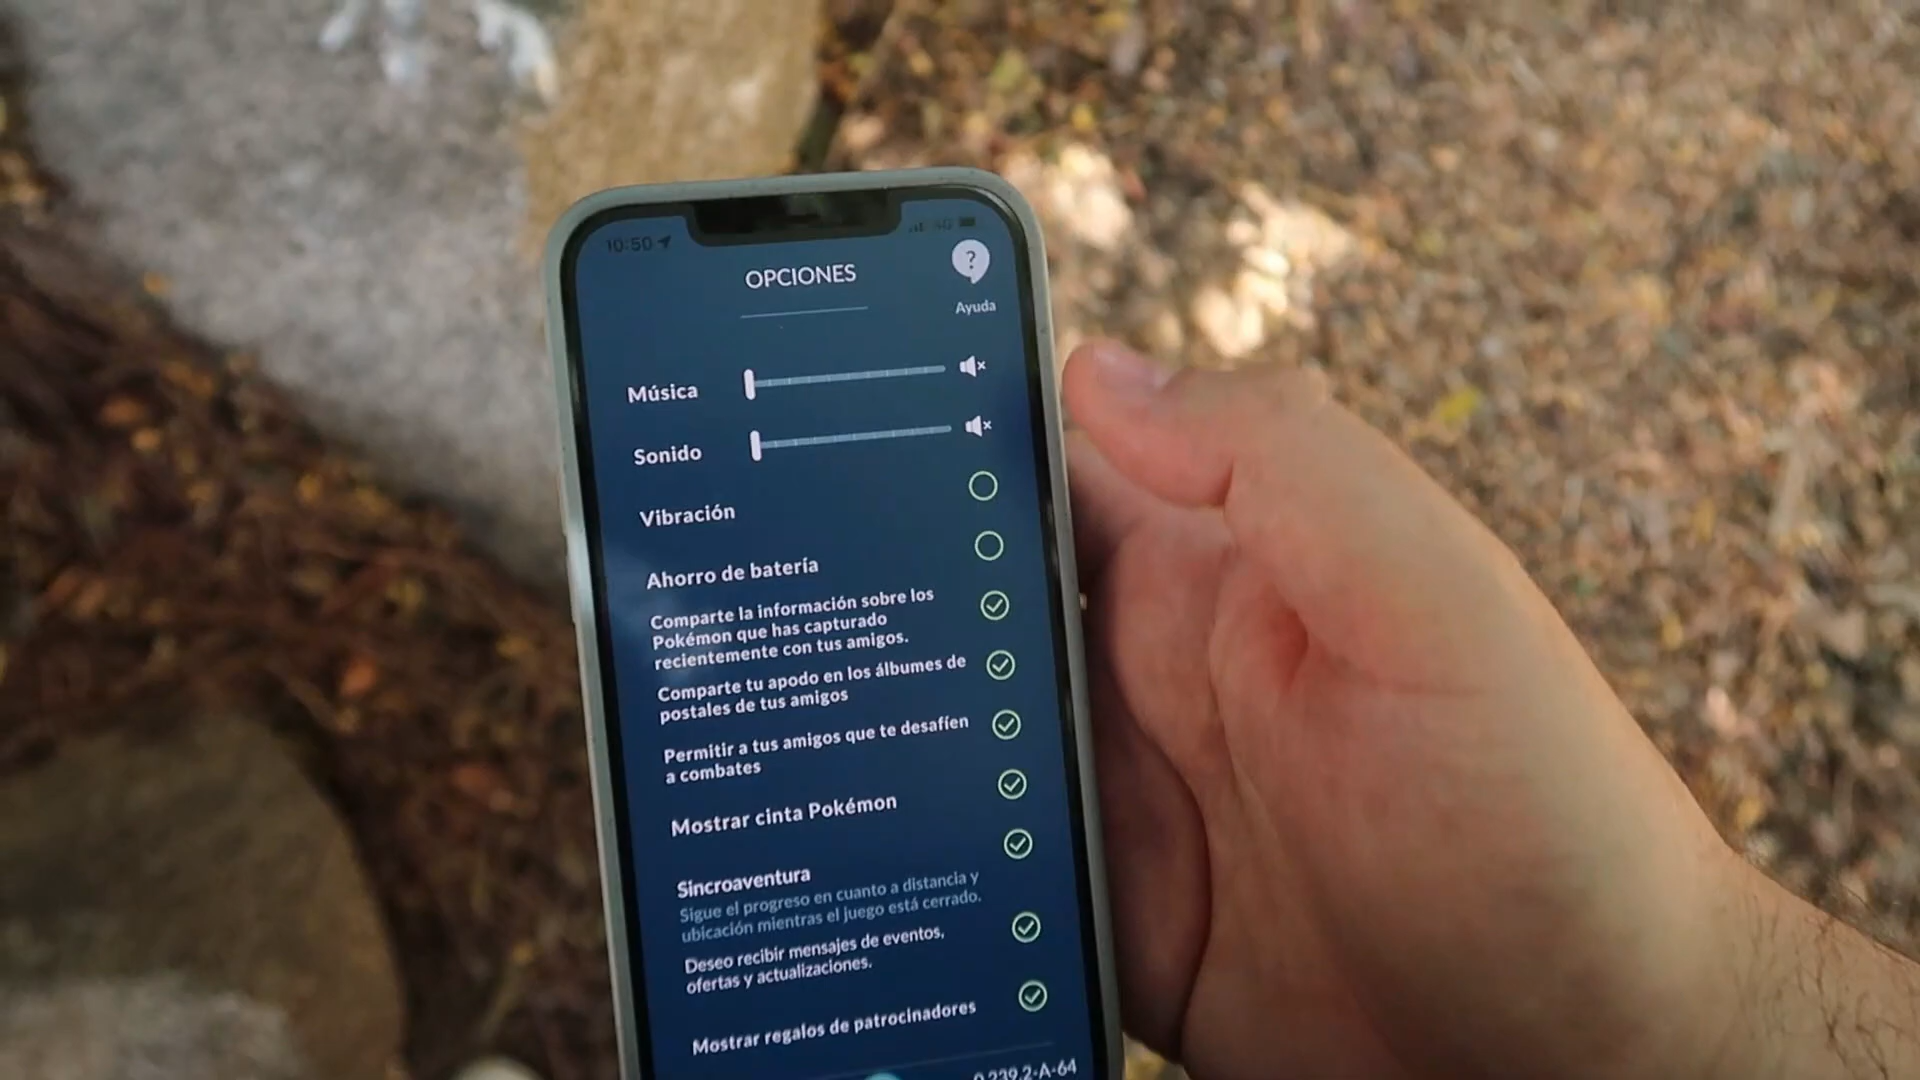 10:50
5G
OPCIONES
?
Ayuda
Música
Sonido
Vibración
Ahorro de batería
Comparte la información sobre los
Pokémon que has capturado
recientemente con tus amigos.
Comparte tu apodo en los álbumes de
postales de tus amigos
Permitir a tus amigos que te desafíen
a combates
Mostrar cinta Pokémon
Sincroaventura
Sigue el progreso en cuanto a distancia y
ubicación mientras el juego está cerrado.
Deseo recibir mensajes de eventos,
ofertas y actualizaciones.
Mostrar regalos de patrocinadores
0.239.2-A-64